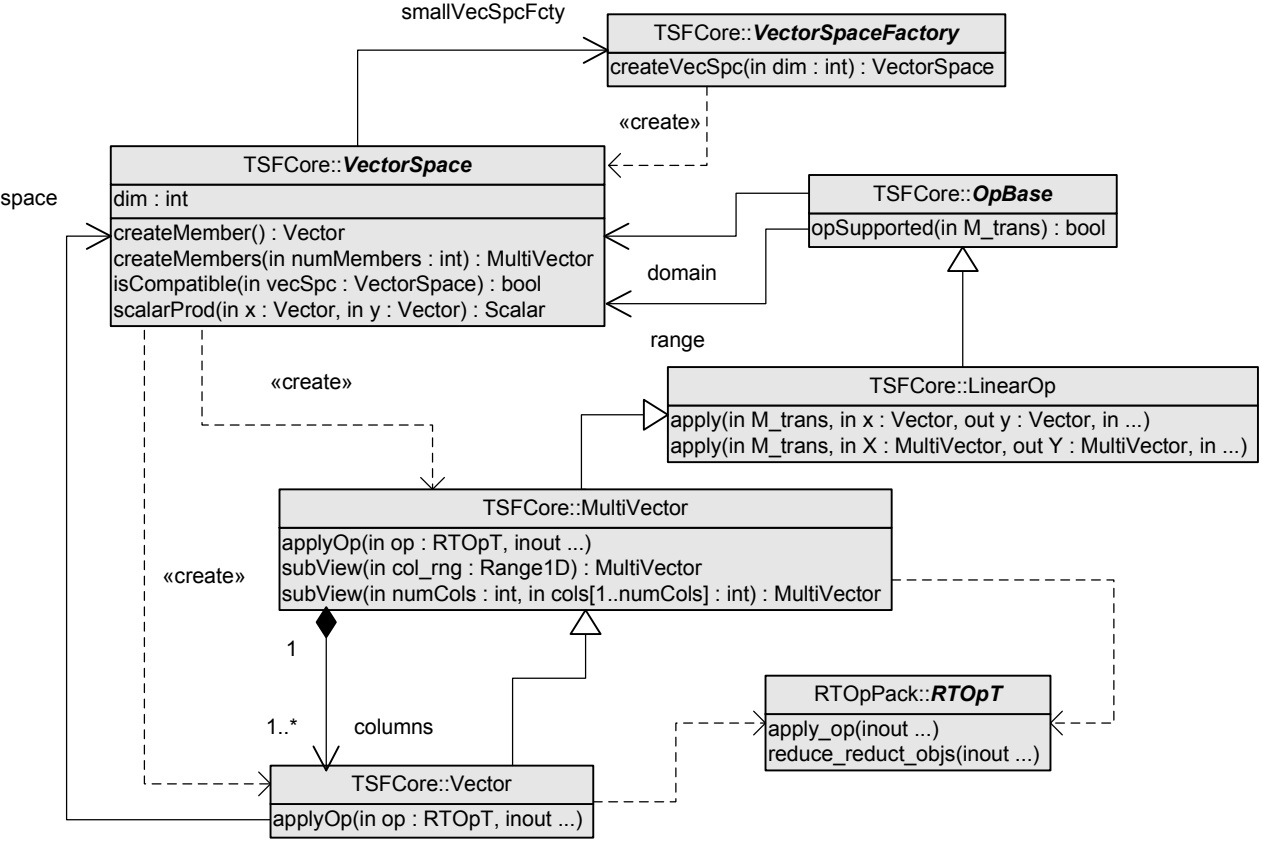 smallVecSpcFcty
TSFCore::VectorSpaceFactory
createVecSpc(in dim : int) : VectorSpace
«create»
TSFCore::VectorSpace
dim : int
createMember() : Vector
createMembers(in numMembers : int) : MultiVector
isCompatible(in vecSpc : VectorSpace) : bool
scalarProd(in x : Vector, in y : Vector) : Scalar
space
TSFCore::OpBase
opSupported(in M_trans) : bool
domain
range
«create»
TSFCore::LinearOp
apply(in M_trans, in x : Vector, out y : Vector, in ...)
apply(in M_trans, in X : MultiVector, out Y : MultiVector, in ...)
TSFCore::MultiVector
applyOp(in op : RTOpT, inout ...)
subView(in col_rng : Range1D) : MultiVector
subView(in numCols : int, in cols[1..numCols] : int) : MultiVector
«create»
1
1..*
columns
RTOpPack::RTOpT
apply_op(inout ...)
reduce_reduct_objs(inout ...)
TSFCore::Vector
applyOp(in op : RTOpT, inout ...)